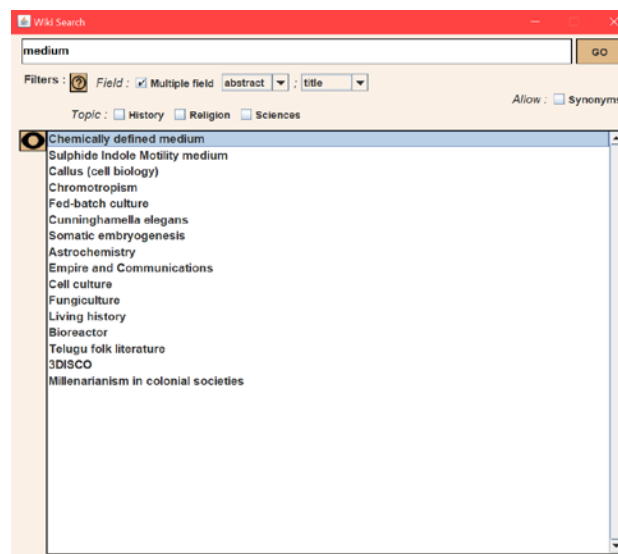 Wiki Search
medium
GO
Filters : ? Field : Multiple field abstract ; title
Allow : Synonyms
Topic : History Religion Sciences
Chemically defined medium
Sulphide Indole Motility medium
Callus (cell biology)
Chromotropism
Fed-batch culture
Cunninghamella elegans
Somatic embryogenesis
Astrochemistry
Empire and Communications
Cell culture
Fungiculture
Living history
Bioreactor
Telugu folk literature
3DISCO
Millenarianism in colonial societies